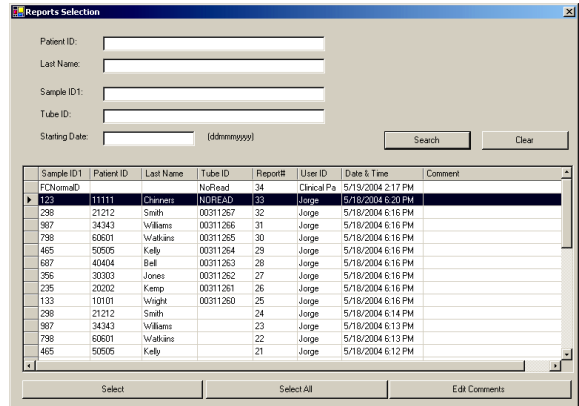 Reports Selection
Patient ID:
Last Name:
Sample ID1:
Tube ID:
Starting Date: (ddmmmyyyy) Search Clear
Sample ID1 Patient ID Last Name Tube ID Report# User ID Date & Time Comment
FCNormalD NoRead 34 Clinical Pa 5/19/2004 2:17 PM
123 11111 Chinners NOREAD 33 Jorge 5/18/2004 6:20 PM
298 21212 Smith 00311267 32 Jorge 5/18/2004 6:16 PM
987 34343 Williams 00311266 31 Jorge 5/18/2004 6:16 PM
798 60601 Watkiins 00311265 30 Jorge 5/18/2004 6:16 PM
465 50505 Kelly 00311264 29 Jorge 5/18/2004 6:16 PM
687 40404 Bell 00311263 28 Jorge 5/18/2004 6:16 PM
356 30303 Jones 00311262 27 Jorge 5/18/2004 6:16 PM
235 20202 Kemp 00311261 26 Jorge 5/18/2004 6:16 PM
133 10101 Wright 00311260 25 Jorge 5/18/2004 6:16 PM
298 21212 Smith 24 Jorge 5/18/2004 6:14 PM
987 34343 Williams 23 Jorge 5/18/2004 6:13 PM
798 60601 Watkiins 22 Jorge 5/18/2004 6:13 PM
465 50505 Kelly 21 Jorge 5/18/2004 6:12 PM
Select Select All Edit Comments